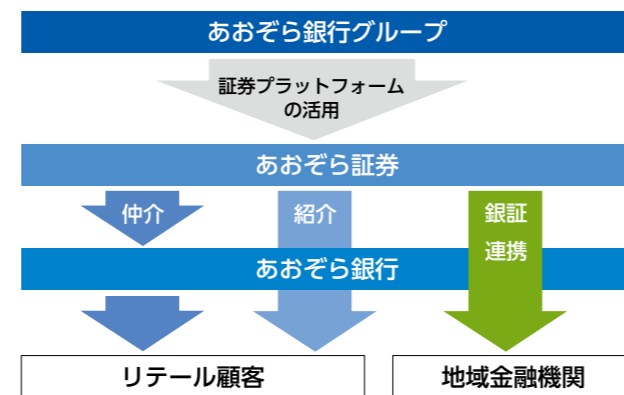 あおぞら銀行グループ
証券プラットフォーム
の活用
あおぞら証券
仲介
紹介
銀証
連携
あおぞら銀行
リテール顧客
地域金融機関